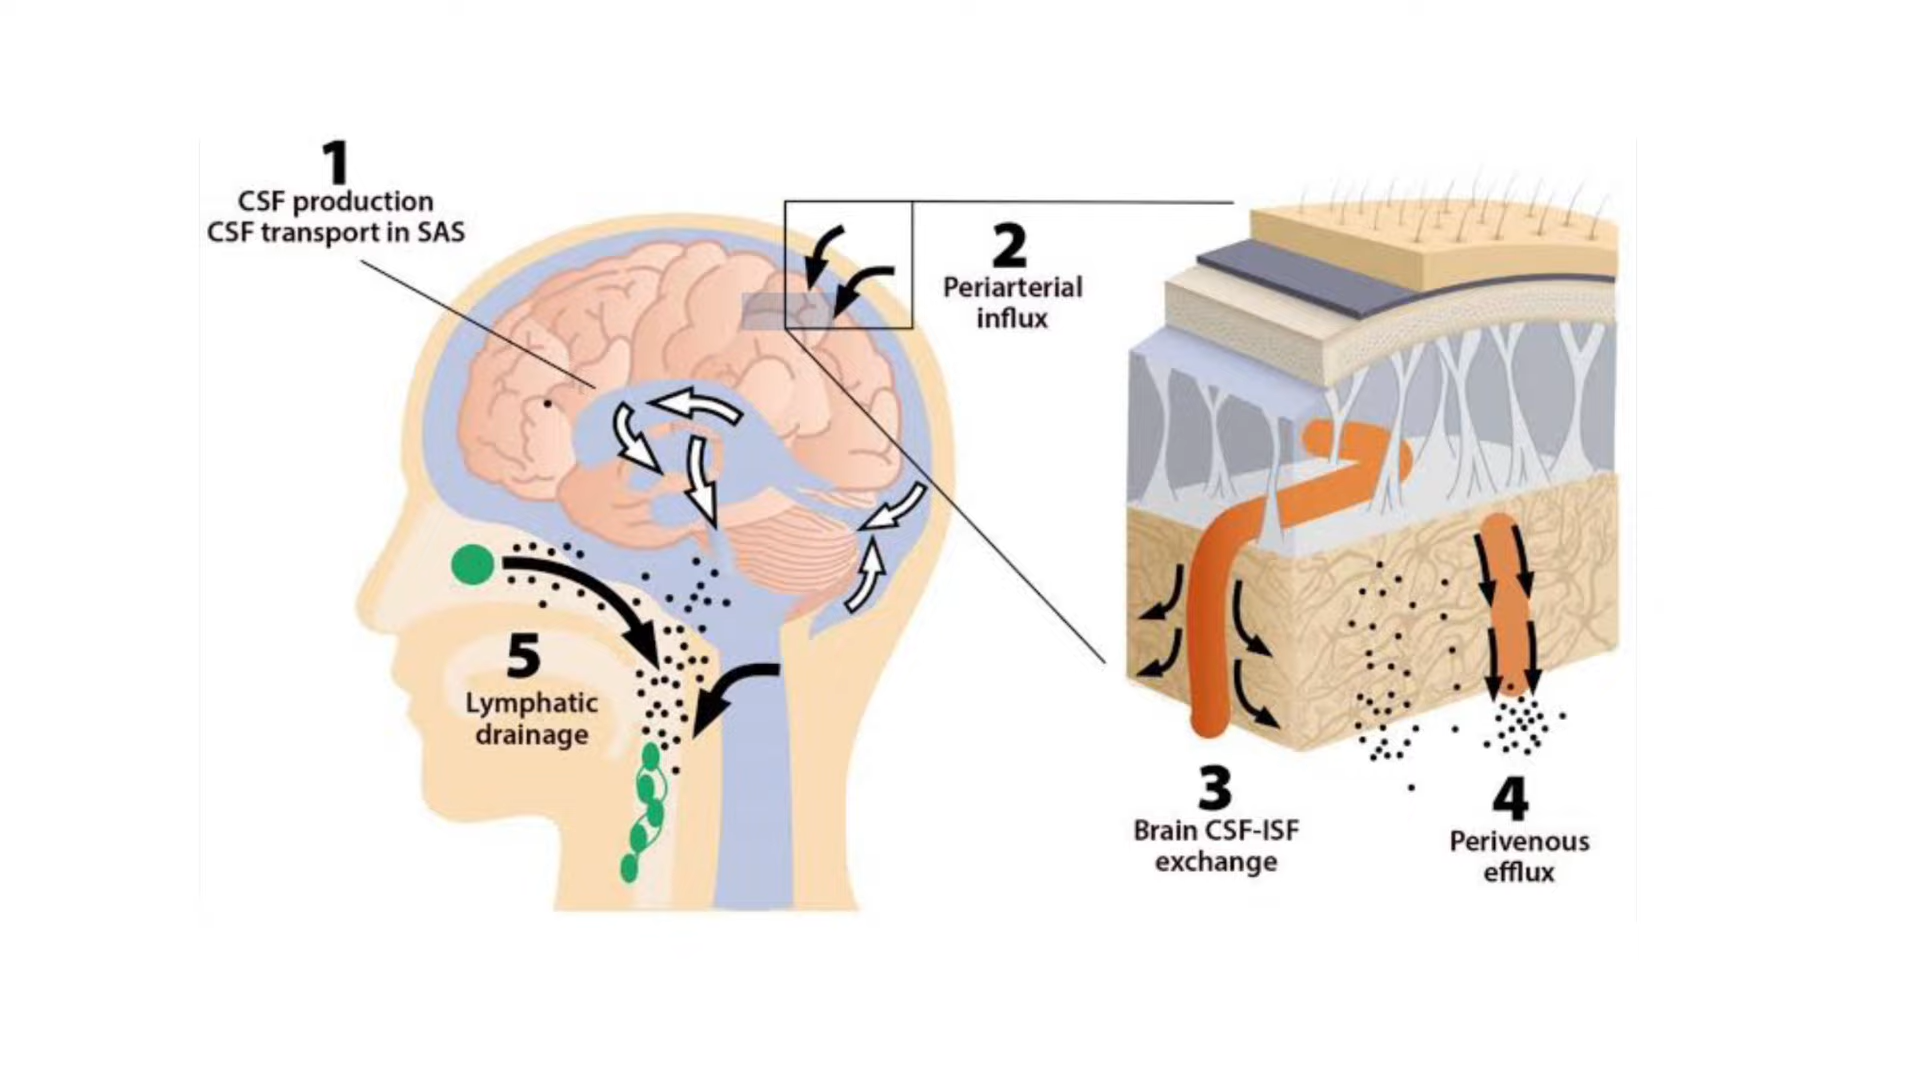 1
CSF production
CSF transport in SAS
2
Periarterial
influx
3
Brain CSF-ISF
exchange
4
Perivenous
efflux
5
Lymphatic
drainage